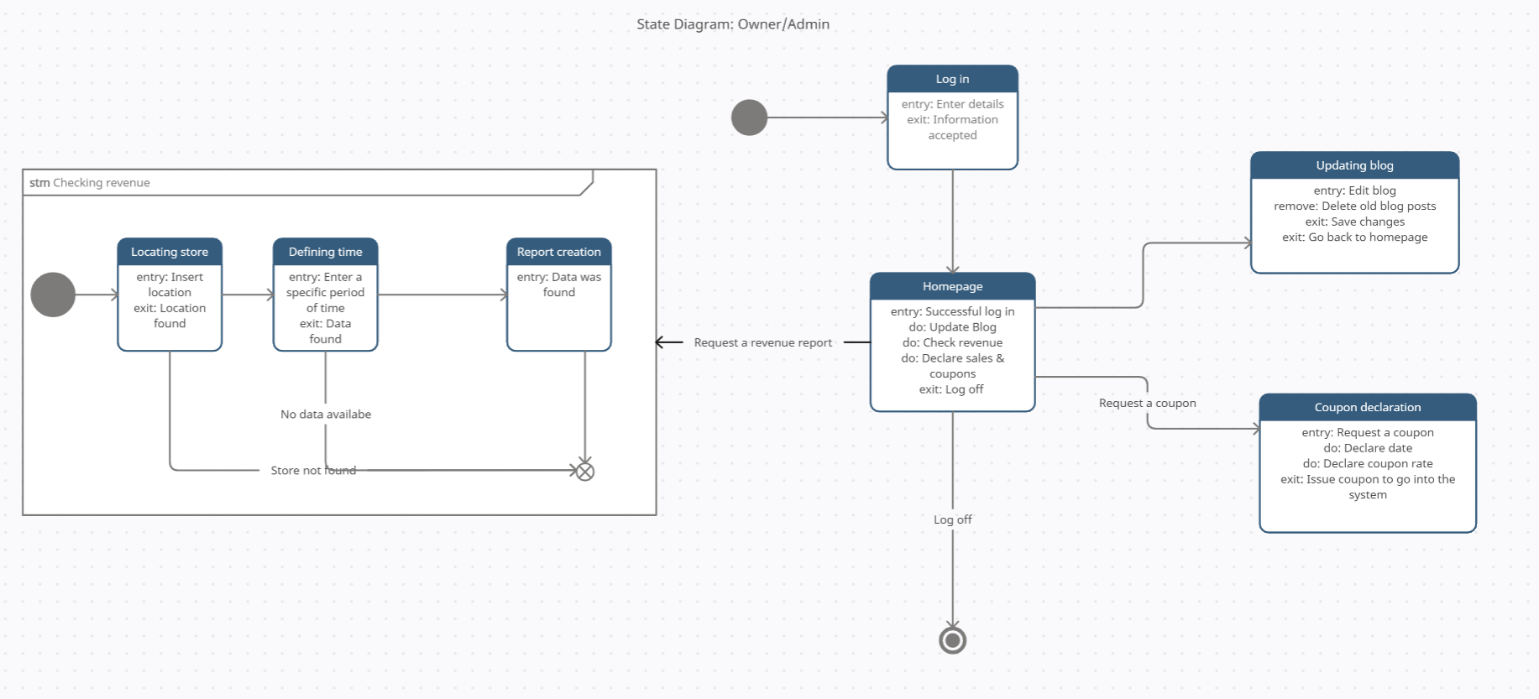 State Diagram: Owner/Admin
Log in
entry: Enter details
exit: Information
accepted
Updating blog
entry: Edit blog
remove: Delete old blog posts
exit: Save changes
exit: Go back to homepage
stm Checking revenue
Locating store
entry: Insert
location
exit: Location
found
Defining time
entry: Enter a
specific period
of time
exit: Data
found
Report creation
entry: Data was
found
Homepage
entry: Successful log in
do: Update Blog
do: Check revenue
do: Declare sales &
coupons
exit: Log off
Request a revenue report
Request a coupon
Coupon declaration
entry: Request a coupon
do: Declare date
do: Declare coupon rate
exit: Issue coupon to go into the
system
No data availabe
Store not found
Log off